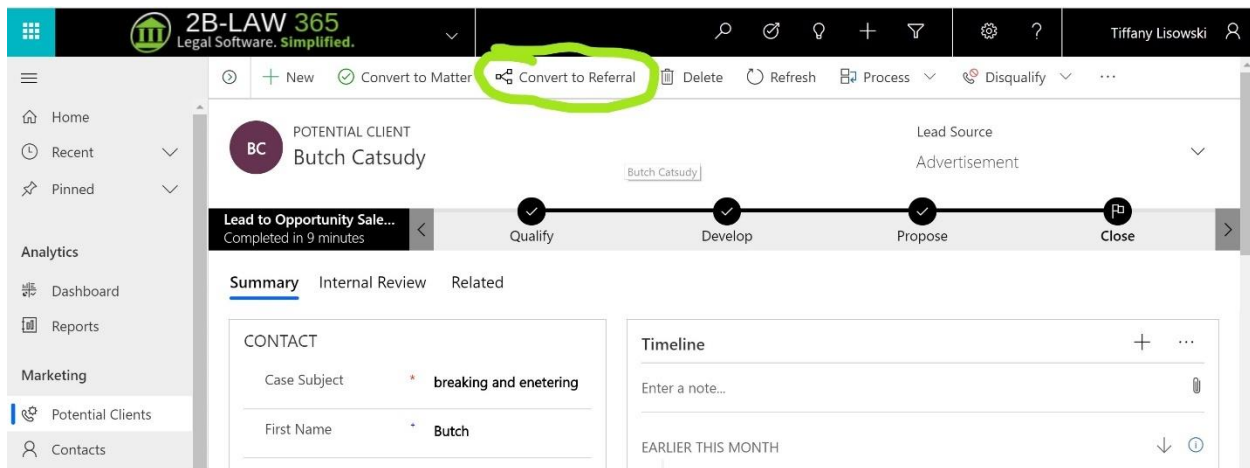 2B-LAW 365
Legal Software. Simplified.
Tiffany Lisowski
New Convert to Matter Convert to Referral Delete Refresh Process Disqualify
Home
Recent
Pinned
Analytics
Dashboard
Reports
Marketing
Potential Clients
Contacts
BC
POTENTIAL CLIENT
Butch Catsudy
Butch Catsudy
Lead Source
Advertisement
Lead to Opportunity Sale...
Completed in 9 minutes
Qualify Develop Propose Close
Summary Internal Review Related
CONTACT
Case Subject * breaking and enetering
First Name + Butch
Timeline
Enter a note...
EARLIER THIS MONTH